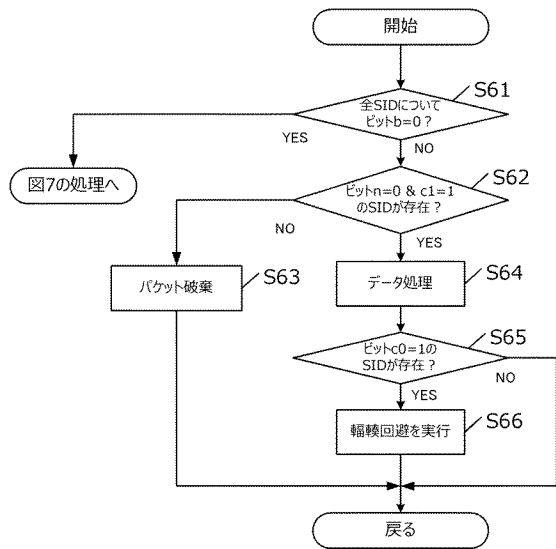 開始
S61
全SIDについて
ビットb=0？
YES
NO
図7の処理へ
S62
ビットn=0 & c1=1
のSIDが存在？
NO
YES
パケット破棄
S63
データ処理
S64
S65
ビットc0=1の
SIDが存在？
NO
YES
輻輳回避を実行
S66
戻る